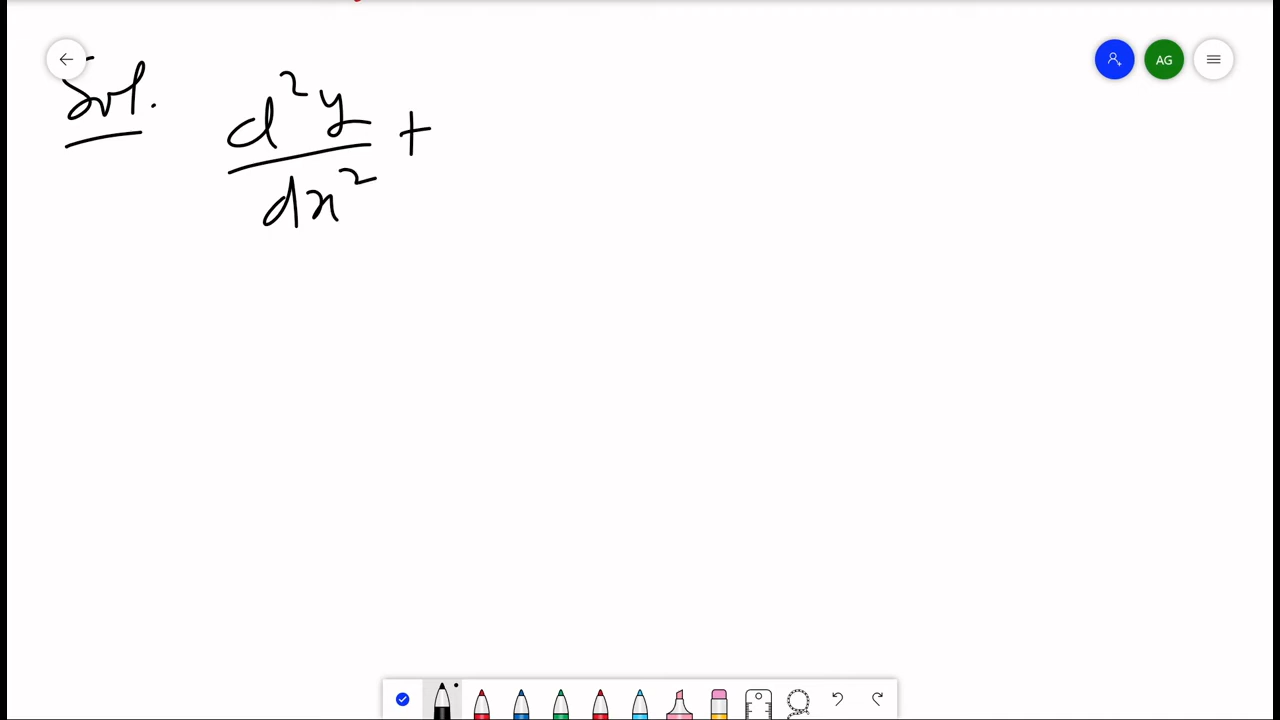 Sol. d²y/dx² +
AG